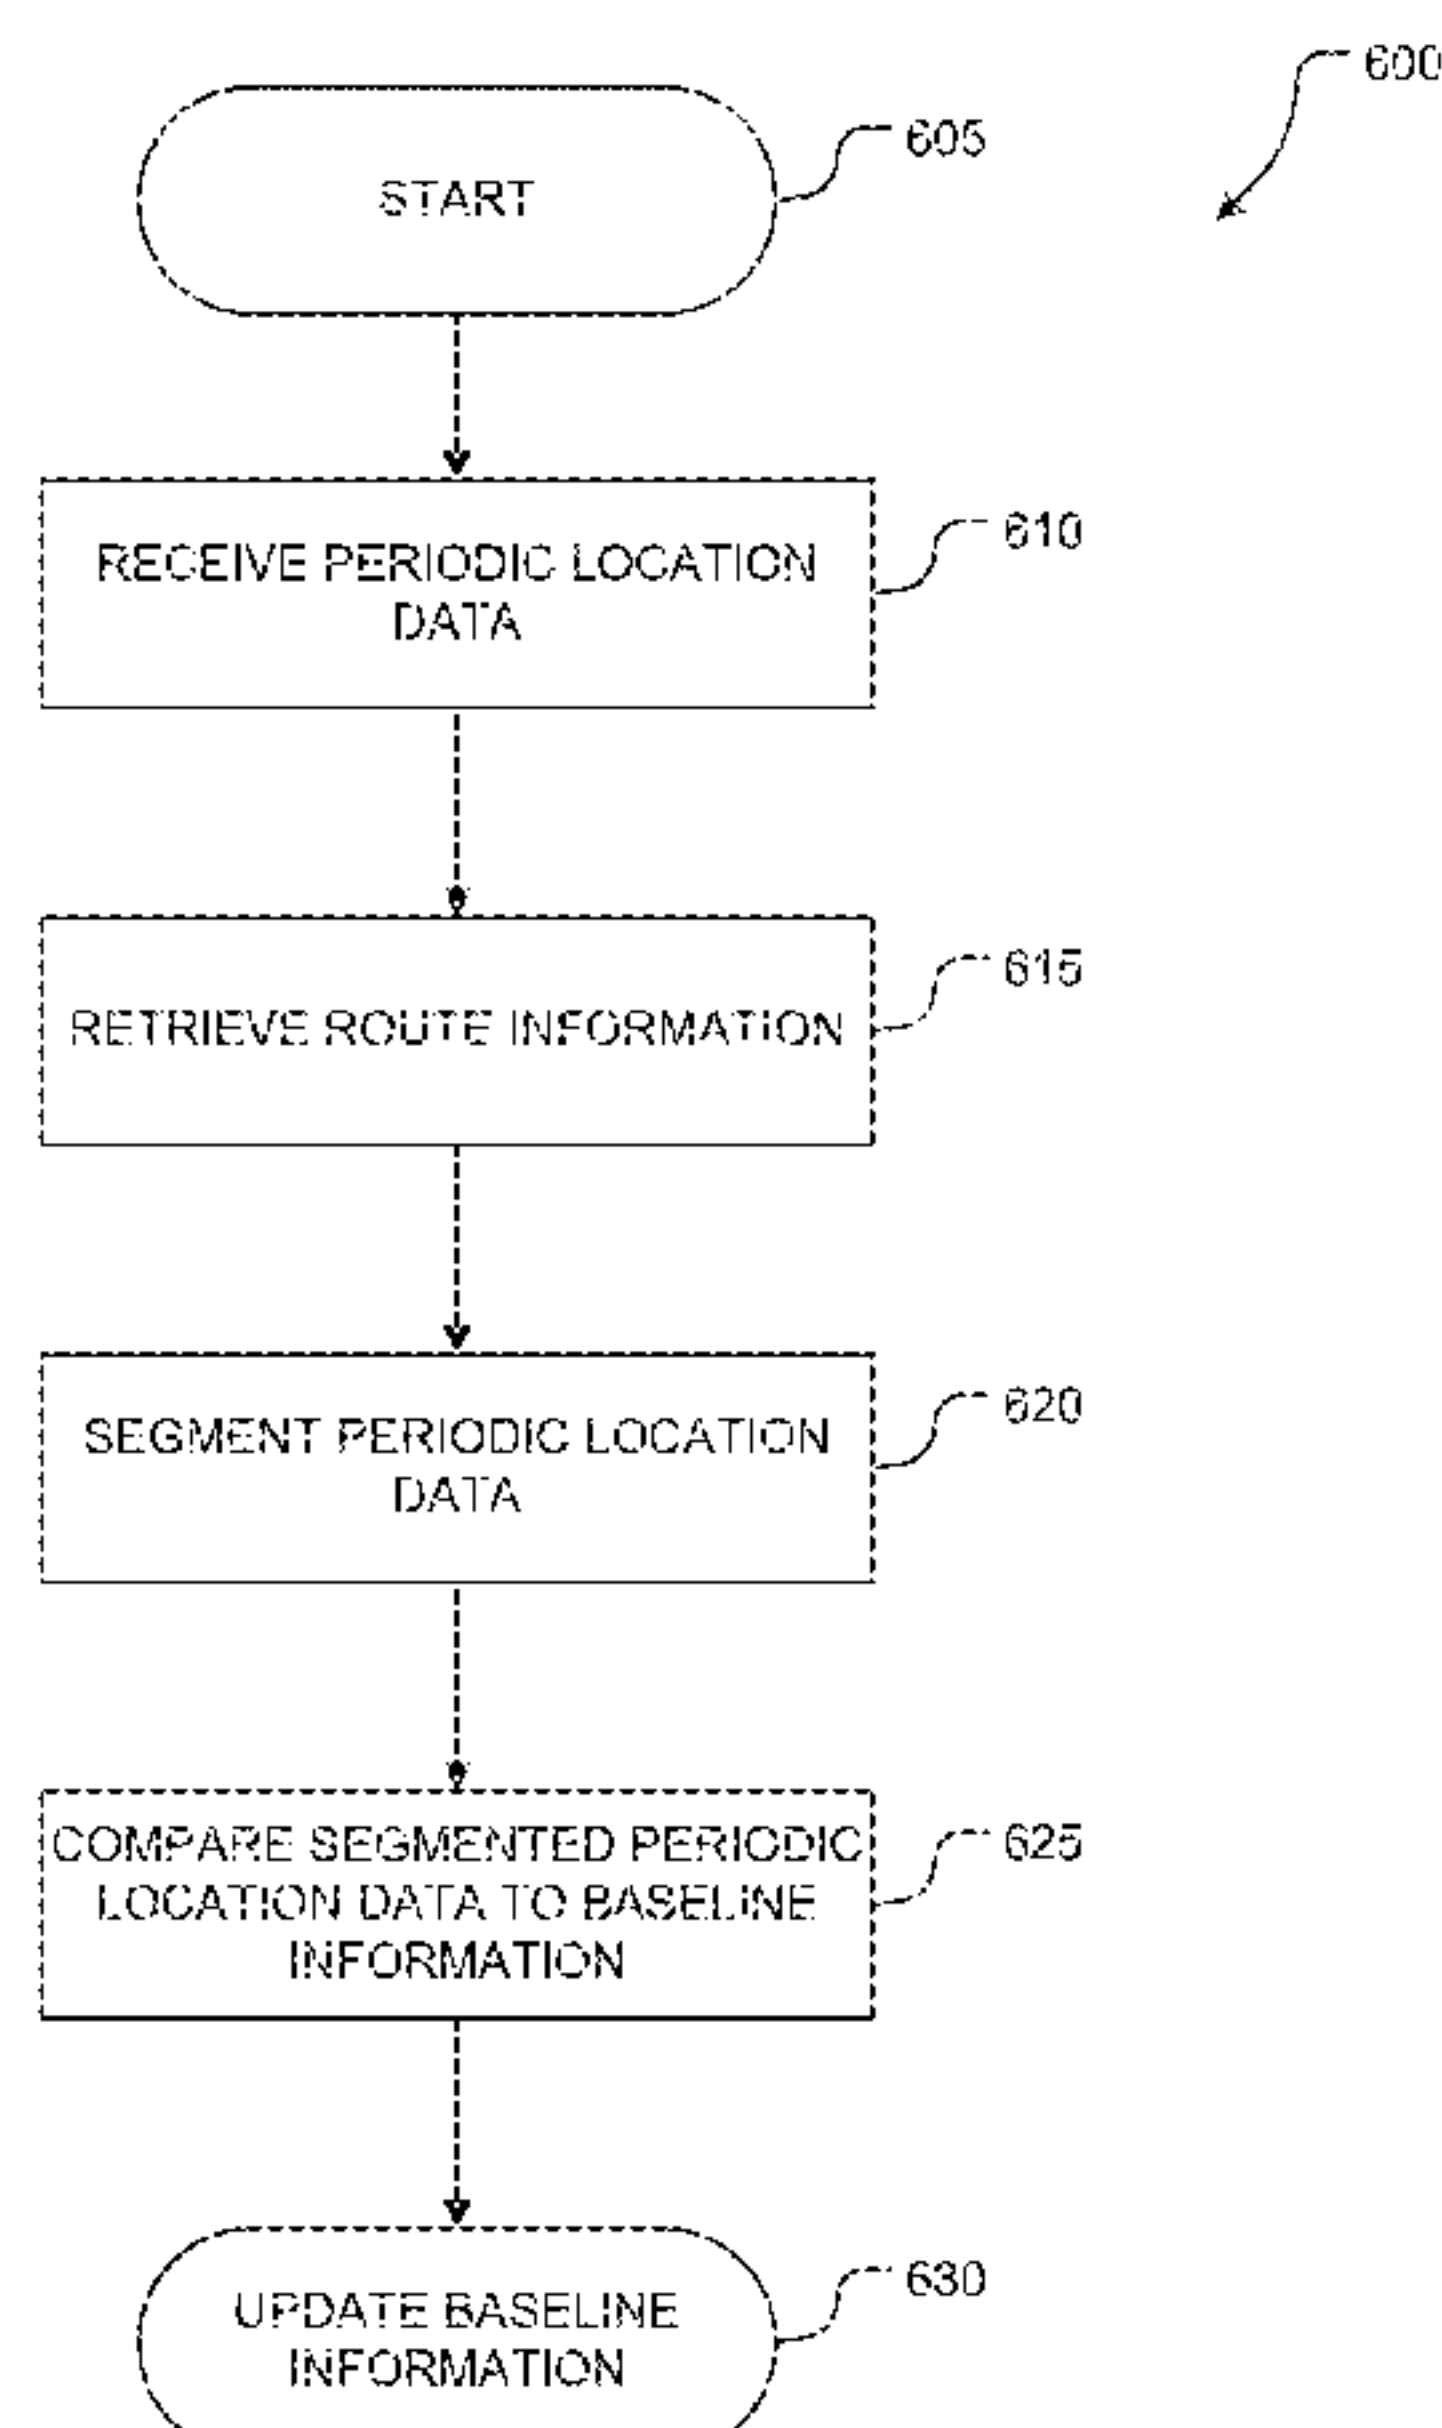 600
START
605
RECEIVE PERIODIC LOCATION
DATA
610
RETRIEVE ROUTE INFORMATION
615
SEGMENT PERIODIC LOCATION
DATA
620
COMPARE SEGMENTED PERIODIC
LOCATION DATA TO BASELINE
INFORMATION
625
UPDATE BASELINE
INFORMATION
630